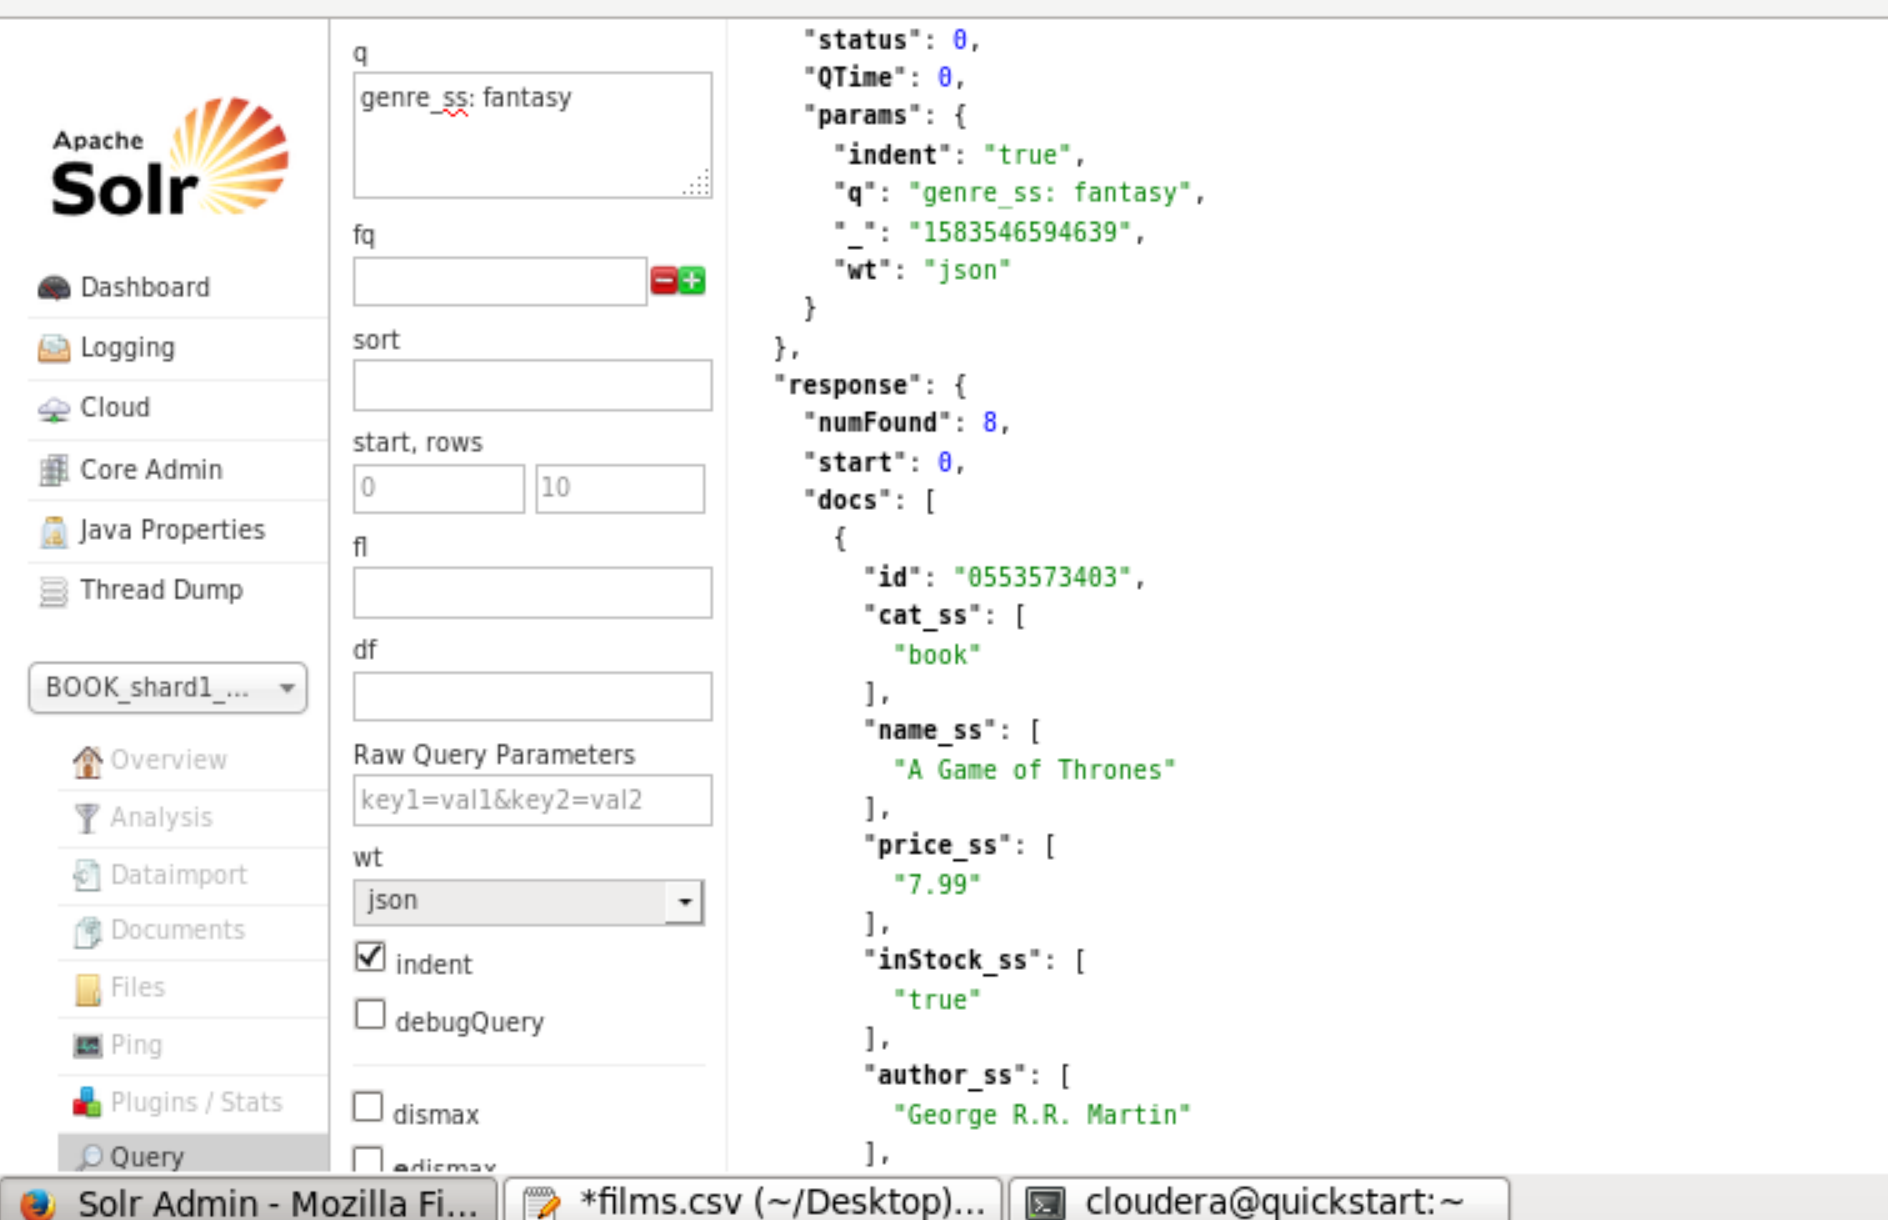 Apache
Solr
Dashboard
Logging
Cloud
Core Admin
Java Properties
Thread Dump
BOOK_shard1_...
Overview
Analysis
Dataimport
Documents
Files
Ping
Plugins / Stats
Query
q
genre_ss: fantasy
fq
sort
start, rows
0 10
fl
df
Raw Query Parameters
key1=val1&key2=val2
wt
json
indent
debugQuery
dismax
edismax
"status": 0,
"QTime": 0,
"params": {
"indent": "true",
"q": "genre_ss: fantasy",
"_": "1583546594639",
"wt": "json"
}
},
"response": {
"numFound": 8,
"start": 0,
"docs": [
{
"id": "0553573403",
"cat_ss": [
"book"
],
"name_ss": [
"A Game of Thrones"
],
"price_ss": [
"7.99"
],
"inStock_ss": [
"true"
],
"author_ss": [
"George R.R. Martin"
],
Solr Admin - Mozilla Fi...
*films.csv (~/Desktop)...
cloudera@quickstart:~